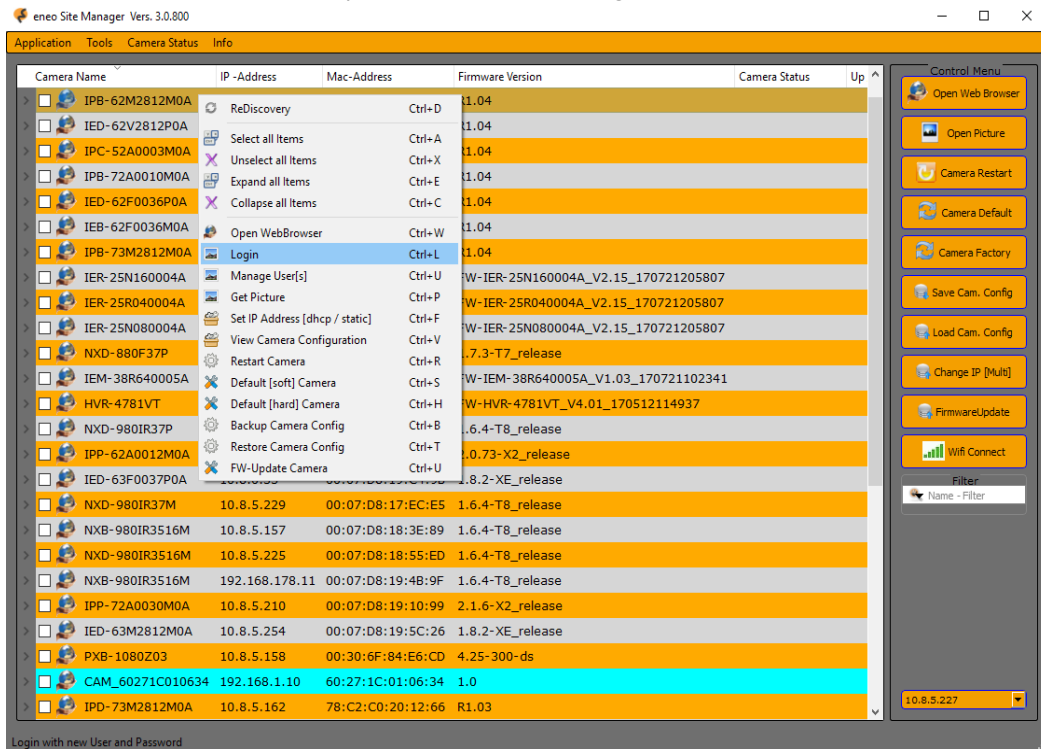 eneo Site Manager Vers. 3.0.800
Application Tools Camera Status Info
Camera Name IP -Address Mac-Address Firmware Version Camera Status Up
IPB-62M2812M0A R1.04
IED-62V2812P0A R1.04
IPC-52A0003M0A R1.04
IPB-72A0010M0A R1.04
IED-62F0036P0A R1.04
IEB-62F0036M0A R1.04
IPB-73M2812M0A R1.04
IER-25N160004A FW-IER-25N160004A_V2.15_170721205807
IER-25R040004A FW-IER-25R040004A_V2.15_170721205807
IER-25N080004A FW-IER-25N080004A_V2.15_170721205807
NXD-880F37P 1.7.3-T7_release
IEM-38R640005A FW-IEM-38R640005A_V1.03_170721102341
HVR-4781VT FW-HVR-4781VT_V4.01_170512114937
NXD-980IR37P 1.6.4-T8_release
IPP-62A0012M0A 2.0.73-X2_release
IED-63F0037P0A 1.8.2-XE_release
NXD-980IR37M 10.8.5.229 00:07:D8:17:EC:E5 1.6.4-T8_release
NXB-980IR3516M 10.8.5.157 00:07:D8:18:3E:89 1.6.4-T8_release
NXD-980IR3516M 10.8.5.225 00:07:D8:18:55:ED 1.6.4-T8_release
NXB-980IR3516M 192.168.178.11 00:07:D8:19:4B:9F 1.6.4-T8_release
IPP-72A0030M0A 10.8.5.210 00:07:D8:19:10:99 2.1.6-X2_release
IED-63M2812M0A 10.8.5.254 00:07:D8:19:5C:26 1.8.2-XE_release
PXB-1080Z03 10.8.5.158 00:30:6F:84:E6:CD 4.25-300-ds
CAM_60271C010634 192.168.1.10 60:27:1C:01:06:34 1.0
IPD-73M2812M0A 10.8.5.162 78:C2:C0:20:12:66 R1.03
ReDiscovery Ctrl+D
Select all Items Ctrl+A
Unselect all Items Ctrl+X
Expand all Items Ctrl+E
Collapse all Items Ctrl+C
Open WebBrowser Ctrl+W
Login Ctrl+L
Manage User[s] Ctrl+U
Get Picture Ctrl+P
Set IP Address [dhcp / static] Ctrl+F
View Camera Configuration Ctrl+V
Restart Camera Ctrl+R
Default [soft] Camera Ctrl+S
Default [hard] Camera Ctrl+H
Backup Camera Config Ctrl+B
Restore Camera Config Ctrl+T
FW-Update Camera Ctrl+U
Control Menu
Open Web Browser
Open Picture
Camera Restart
Camera Default
Camera Factory
Save Cam. Config
Load Cam. Config
Change IP [Multi]
FirmwareUpdate
Wifi Connect
Filter
Name - Filter
10.8.5.227
Login with new User and Password